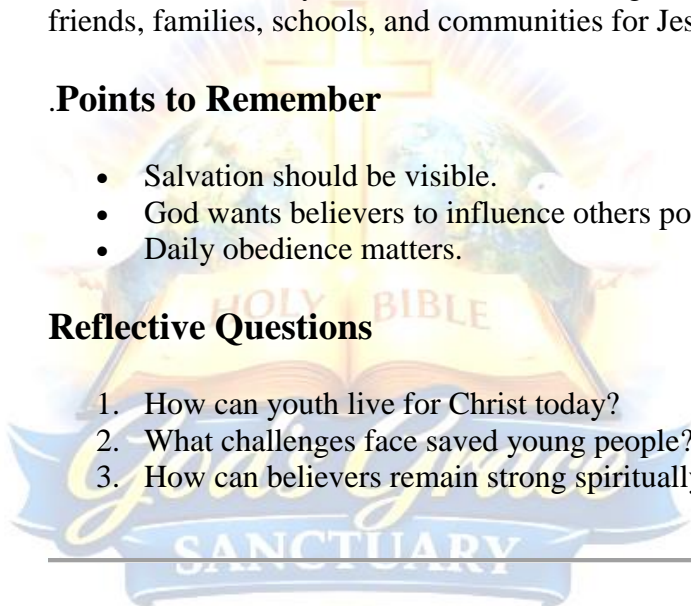 friends, families, schools, and communities for Jes
.Points to Remember
• Salvation should be visible.
• God wants believers to influence others po
• Daily obedience matters.
HOLY BIBLE
Reflective Questions
1. How can youth live for Christ today?
2. What challenges face saved young people?
3. How can believers remain strong spiritually
God's Grace
SANCTUARY